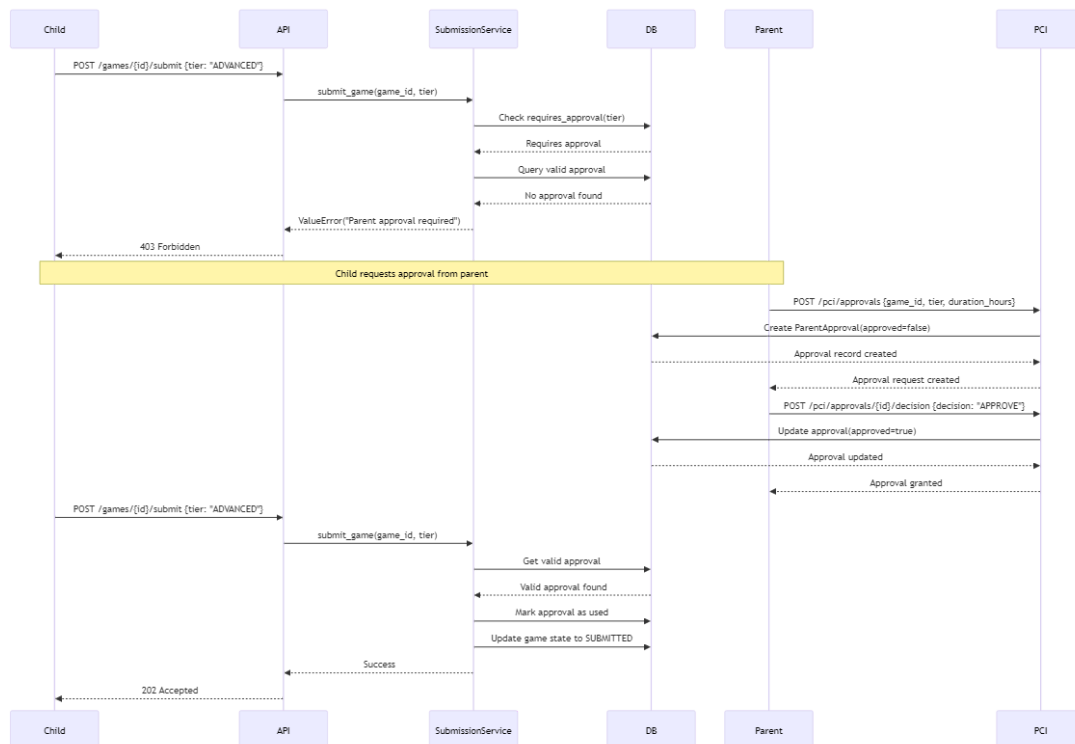 Child API SubmissionService DB Parent PCI
POST /games/{id}/submit {tier: "ADVANCED"}
submit_game(game_id, tier)
Check requires_approval(tier)
Requires approval
Query valid approval
No approval found
ValueError("Parent approval required")
403 Forbidden
Child requests approval from parent
POST /pci/approvals {game_id, tier, duration_hours}
Create ParentApproval(approved=false)
Approval record created
Approval request created
POST /pci/approvals/{id}/decision {decision: "APPROVE"}
Update approval(approved=true)
Approval updated
Approval granted
POST /games/{id}/submit {tier: "ADVANCED"}
submit_game(game_id, tier)
Get valid approval
Valid approval found
Mark approval as used
Update game state to SUBMITTED
Success
202 Accepted
Child API SubmissionService DB Parent PCI